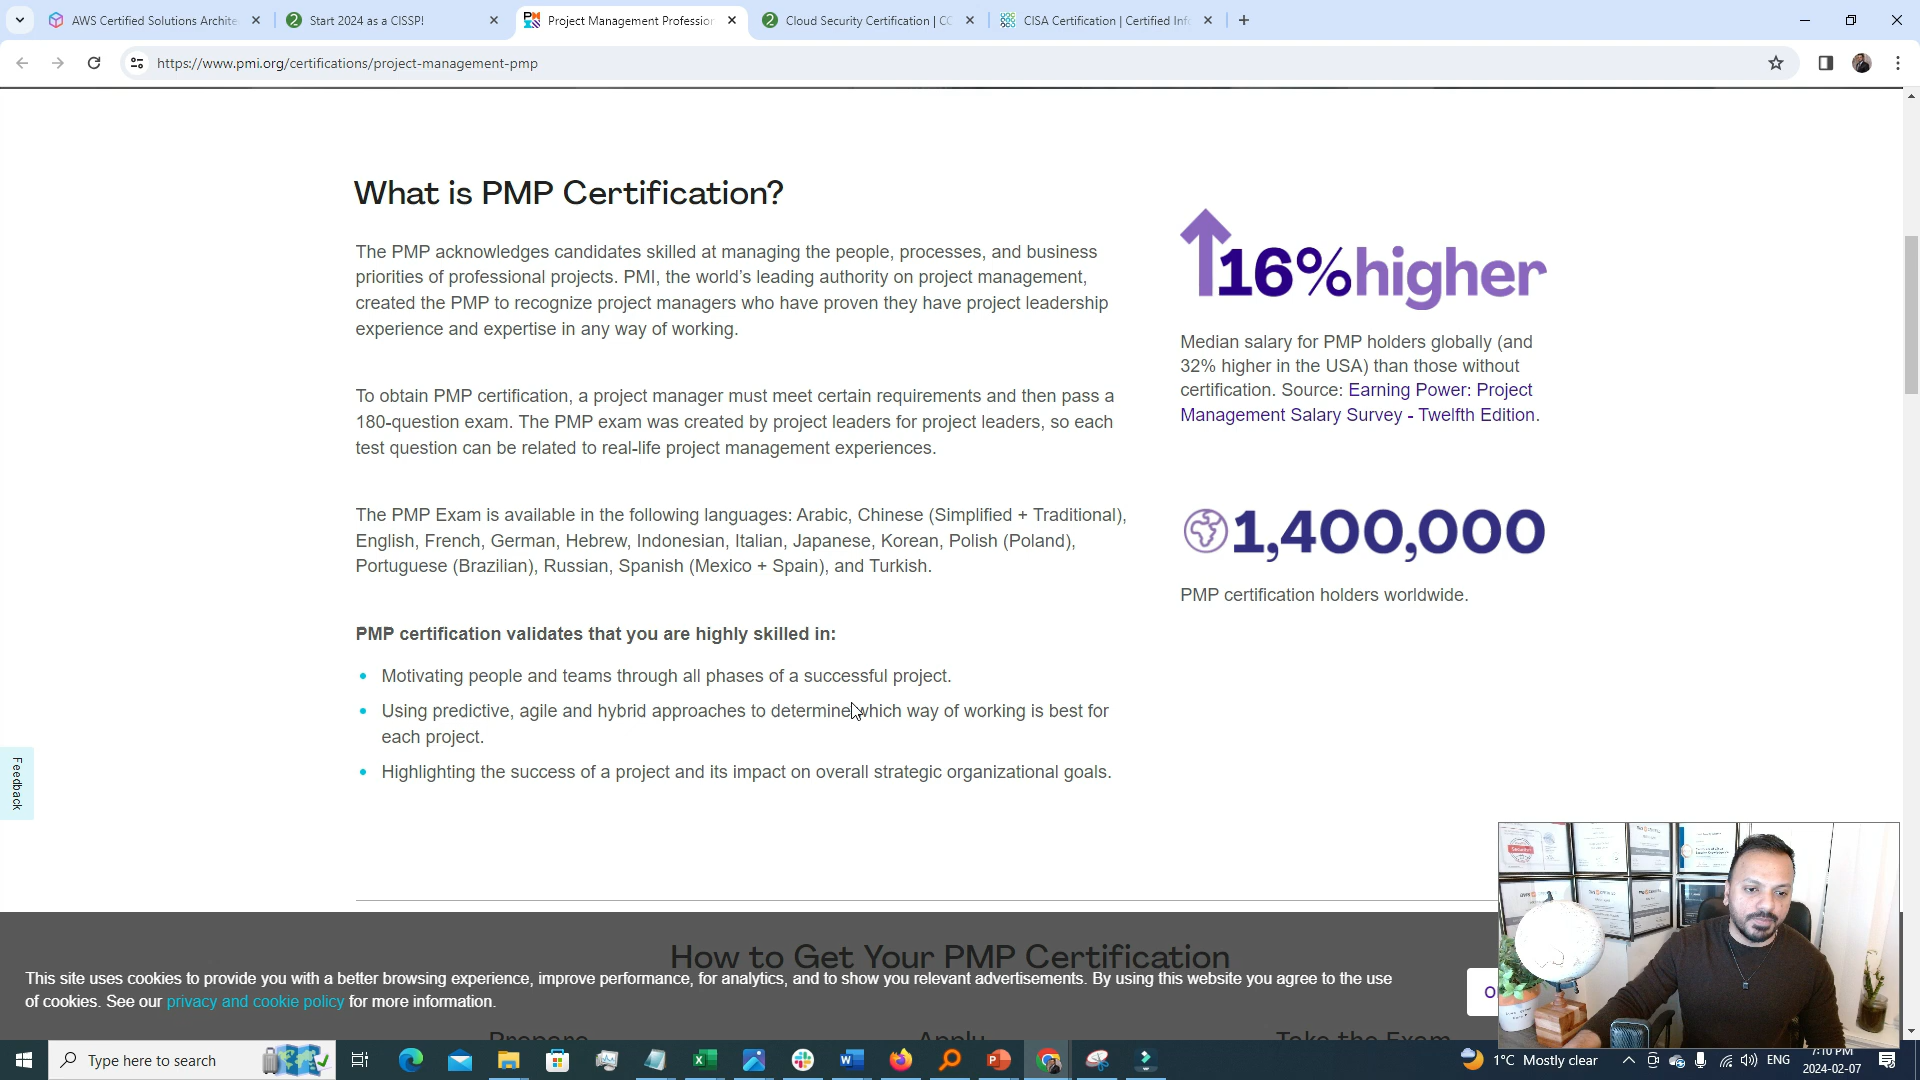 AWS Certified Solutions Archite
Start 2024 as a CISSP!
Project Management Profession
Cloud Security Certification | CC
CISA Certification | Certified Inf
https://www.pmi.org/certifications/project-management-pmp
What is PMP Certification?
The PMP acknowledges candidates skilled at managing the people, processes, and business
priorities of professional projects. PMI, the world's leading authority on project management,
created the PMP to recognize project managers who have proven they have project leadership
experience and expertise in any way of working.
To obtain PMP certification, a project manager must meet certain requirements and then pass a
180-question exam. The PMP exam was created by project leaders for project leaders, so each
test question can be related to real-life project management experiences.
The PMP Exam is available in the following languages: Arabic, Chinese (Simplified + Traditional),
English, French, German, Hebrew, Indonesian, Italian, Japanese, Korean, Polish (Poland),
Portuguese (Brazilian), Russian, Spanish (Mexico + Spain), and Turkish.
PMP certification validates that you are highly skilled in:
Motivating people and teams through all phases of a successful project.
Using predictive, agile and hybrid approaches to determine which way of working is best for
each project.
Highlighting the success of a project and its impact on overall strategic organizational goals.
16% higher
Median salary for PMP holders globally (and
32% higher in the USA) than those without
certification. Source: Earning Power: Project
Management Salary Survey - Twelfth Edition.
1,400,000
PMP certification holders worldwide.
Feedback
How to Get Your PMP Certification
This site uses cookies to provide you with a better browsing experience, improve performance, for analytics, and to show you relevant advertisements. By using this website you agree to the use
of cookies. See our privacy and cookie policy for more information.
Prepare
Apply
Take the Exam
Type here to search
1°C Mostly clear
ENG
7:10 PM
2024-02-07